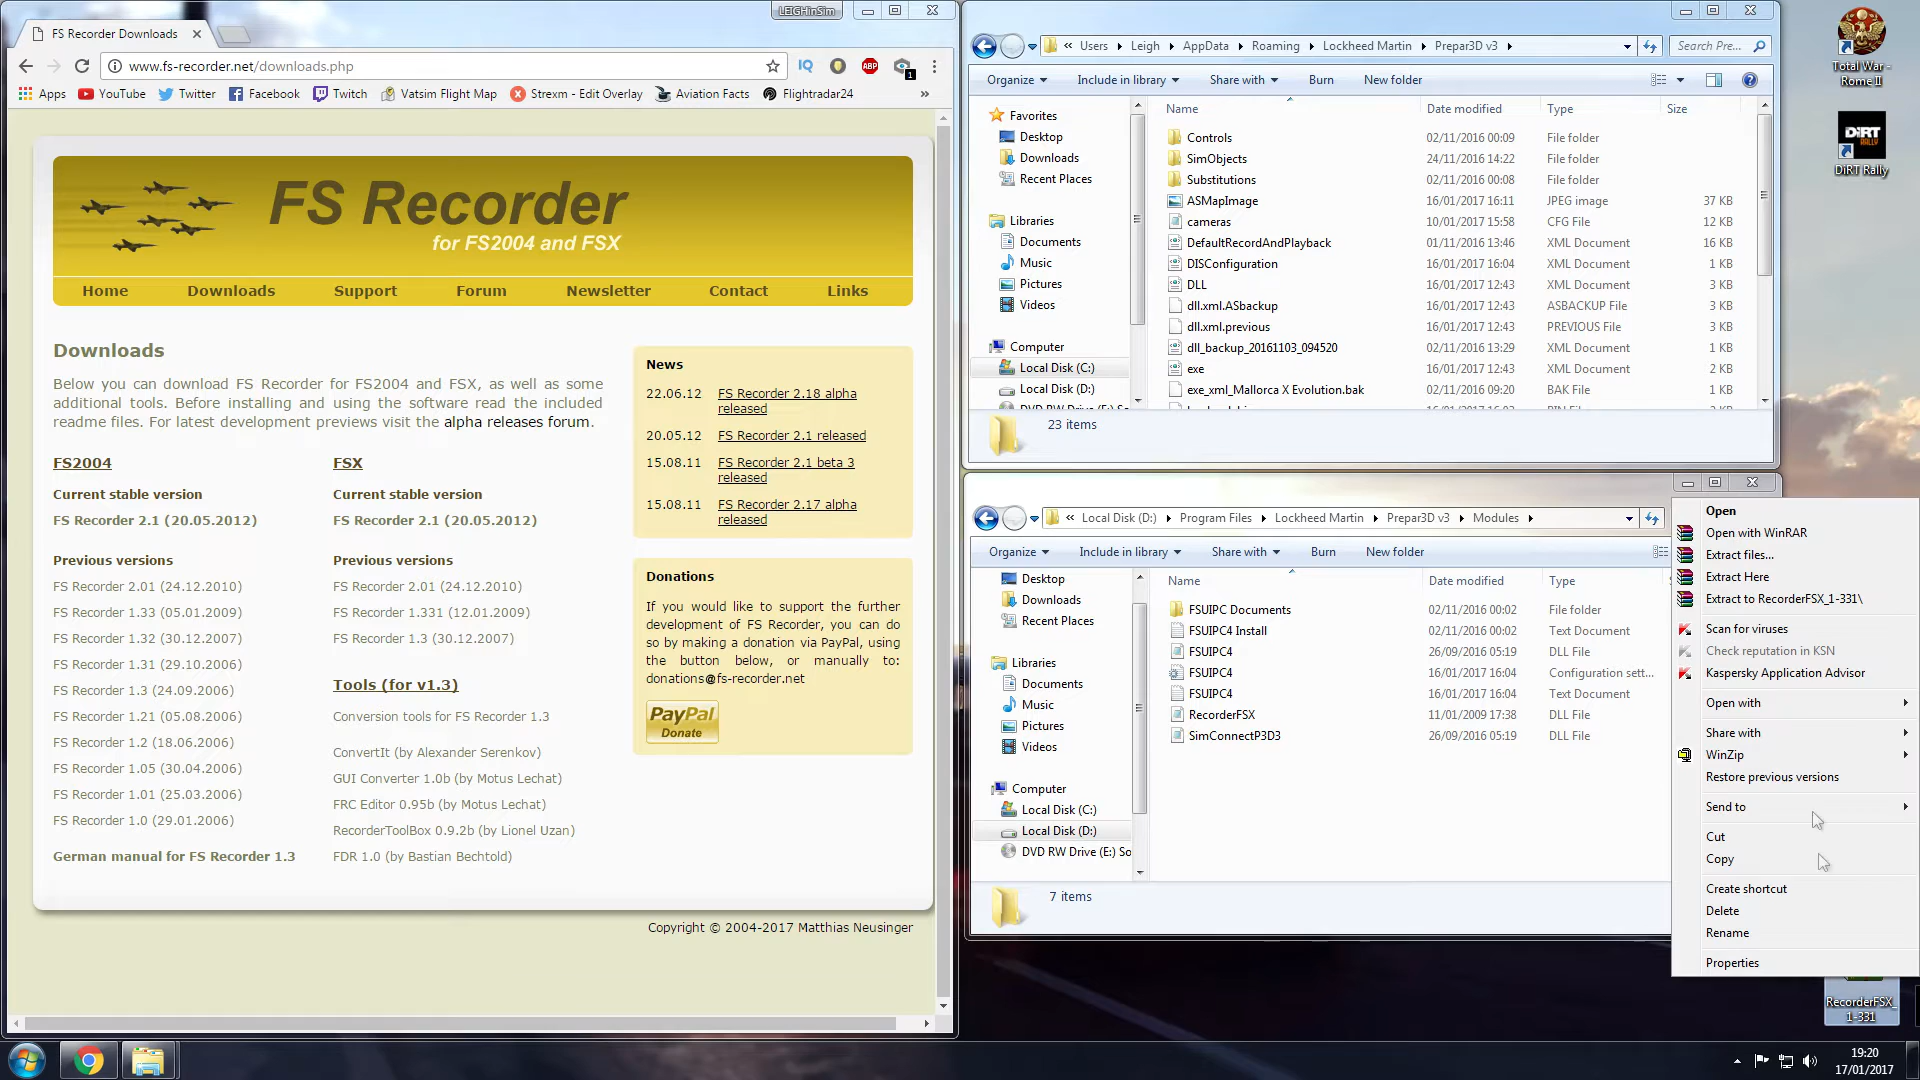 LEIGHinSim
FS Recorder Downloads
www.fs-recorder.net/downloads.php
IQ
ABP
1
Apps
YouTube
Twitter
Facebook
Twitch
Vatsim Flight Map
Strexm - Edit Overlay
Aviation Facts
Flightradar24
»
FS Recorder
for FS2004 and FSX
Home
Downloads
Support
Forum
Newsletter
Contact
Links
Downloads
Below you can download FS Recorder for FS2004 and FSX, as well as some
additional tools. Before installing and using the software read the included
readme files. For latest development previews visit the alpha releases forum.
FS2004
Current stable version
FS Recorder 2.1 (20.05.2012)
Previous versions
FS Recorder 2.01 (24.12.2010)
FS Recorder 1.33 (05.01.2009)
FS Recorder 1.32 (30.12.2007)
FS Recorder 1.31 (29.10.2006)
FS Recorder 1.3 (24.09.2006)
FS Recorder 1.21 (05.08.2006)
FS Recorder 1.2 (18.06.2006)
FS Recorder 1.05 (30.04.2006)
FS Recorder 1.01 (25.03.2006)
FS Recorder 1.0 (29.01.2006)
German manual for FS Recorder 1.3
FSX
Current stable version
FS Recorder 2.1 (20.05.2012)
Previous versions
FS Recorder 2.01 (24.12.2010)
FS Recorder 1.331 (12.01.2009)
FS Recorder 1.3 (30.12.2007)
Tools (for v1.3)
Conversion tools for FS Recorder 1.3
ConvertIt (by Alexander Serenkov)
GUI Converter 1.0b (by Motus Lechat)
FRC Editor 0.95b (by Motus Lechat)
RecorderToolBox 0.9.2b (by Lionel Uzan)
FDR 1.0 (by Bastian Bechtold)
News
22.06.12 FS Recorder 2.18 alpha
released
20.05.12 FS Recorder 2.1 released
15.08.11 FS Recorder 2.1 beta 3
released
15.08.11 FS Recorder 2.17 alpha
released
Donations
If you would like to support the further
development of FS Recorder, you can do
so by making a donation via PayPal, using
the button below, or manually to:
donations@fs-recorder.net
PayPal
Donate
Copyright © 2004-2017 Matthias Neusinger
« Users Leigh AppData Roaming Lockheed Martin Prepar3D v3
Search Pre...
Organize
Include in library
Share with
Burn
New folder
Favorites
Desktop
Downloads
Recent Places
Libraries
Documents
Music
Pictures
Videos
Computer
Local Disk (C:)
Local Disk (D:)
Name Date modified Type Size
Controls 02/11/2016 00:09 File folder
SimObjects 24/11/2016 14:22 File folder
Substitutions 02/11/2016 00:08 File folder
ASMapImage 16/01/2017 16:11 JPEG image 37 KB
cameras 10/01/2017 15:58 CFG File 12 KB
DefaultRecordAndPlayback 01/11/2016 13:46 XML Document 16 KB
DISConfiguration 16/01/2017 16:04 XML Document 1 KB
DLL 16/01/2017 12:43 XML Document 3 KB
dll.xml.ASbackup 16/01/2017 12:43 ASBACKUP File 3 KB
dll.xml.previous 16/01/2017 12:43 PREVIOUS File 3 KB
dll_backup_20161103_094520 02/11/2016 13:29 XML Document 1 KB
exe 16/01/2017 12:43 XML Document 2 KB
exe_xml_Mallorca X Evolution.bak 02/11/2016 09:20 BAK File 1 KB
23 items
« Local Disk (D:) Program Files Lockheed Martin Prepar3D v3 Modules
Organize
Include in library
Share with
Burn
New folder
Desktop
Downloads
Recent Places
Libraries
Documents
Music
Pictures
Videos
Computer
Local Disk (C:)
Local Disk (D:)
DVD RW Drive (E:) So
Name Date modified Type
FSUIPC Documents 02/11/2016 00:02 File folder
FSUIPC4 Install 02/11/2016 00:02 Text Document
FSUIPC4 26/09/2016 05:19 DLL File
FSUIPC4 16/01/2017 16:04 Configuration sett...
FSUIPC4 16/01/2017 16:04 Text Document
RecorderFSX 11/01/2009 17:38 DLL File
SimConnectP3D3 26/09/2016 05:19 DLL File
7 items
Open
Open with WinRAR
Extract files...
Extract Here
Extract to RecorderFSX_1-331\
Scan for viruses
Check reputation in KSN
Kaspersky Application Advisor
Open with
Share with
WinZip
Restore previous versions
Send to
Cut
Copy
Create shortcut
Delete
Rename
Properties
Total War -
Rome II
DiRT
DiRT Rally
RecorderFSX_
1-331
19:20
17/01/2017